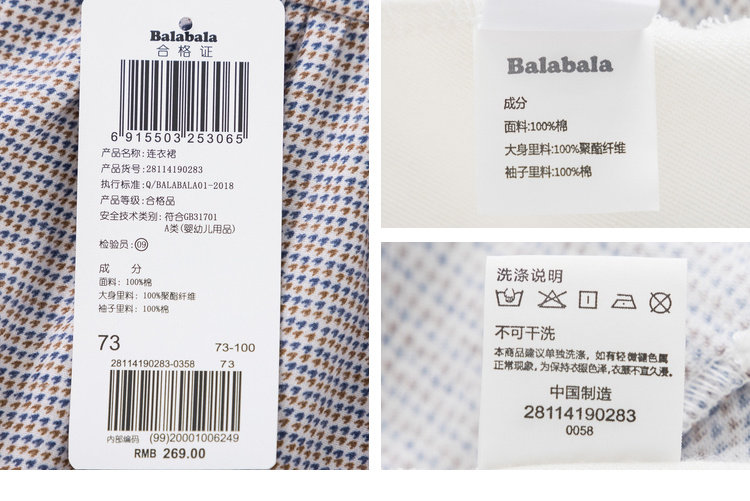 Balabala
合格证
6 915503 253065
产品名称: 连衣裙
产品货号: 28114190283
执行标准: Q/BALABALA01-2018
产品等级: 合格品
安全技术类别: 符合GB31701
A类(婴幼儿用品)
检验员: 09
成 分
面料: 100%棉
大身里料: 100%聚酯纤维
袖子里料: 100%棉
73 73-100
28114190283-0358 73
内部编码 (99)20001006249
RMB 269.00
Balabala
成分
面料:100%棉
大身里料:100%聚酯纤维
袖子里料:100%棉
洗涤说明
不可干洗
本商品建议单独洗涤, 如有轻微褪色属
正常现象, 为保持衣服色泽, 衣服不宜久浸。
中国制造
28114190283
0058